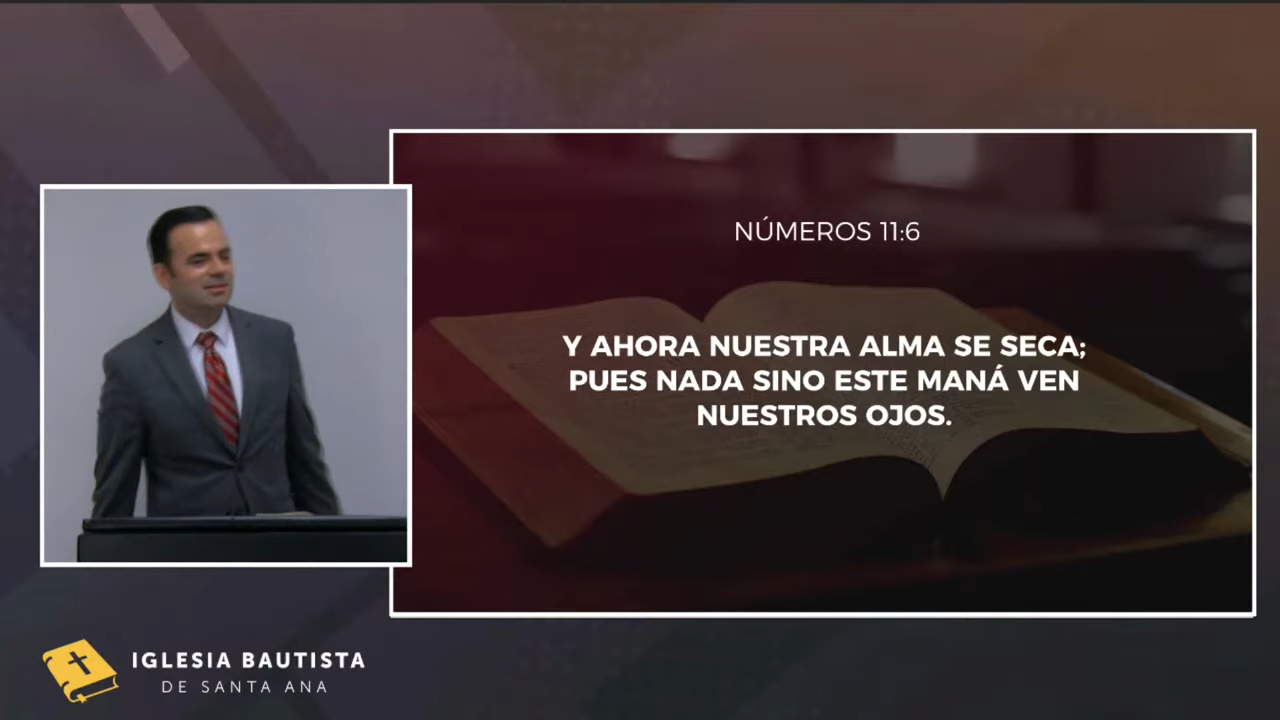 NÚMEROS 11:6
Y AHORA NUESTRA ALMA SE SECA;
PUES NADA SINO ESTE MANÁ VEN
NUESTROS OJOS.
IGLESIA BAUTISTA
DE SANTA ANA